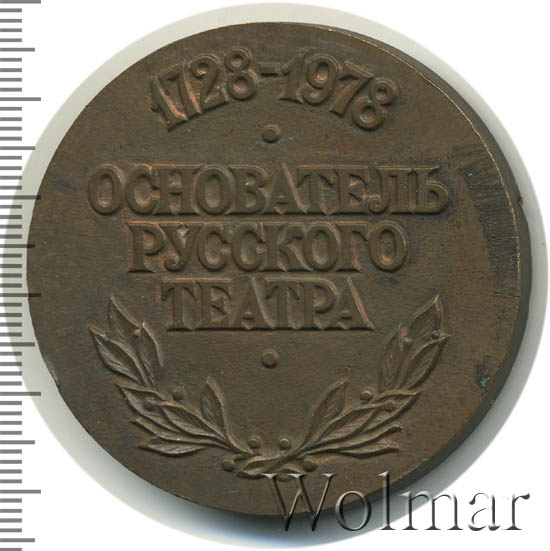 1728-1978
ОСНОВАТЕЛЬ
РУССКОГО
ТЕАТРА
Wolmar